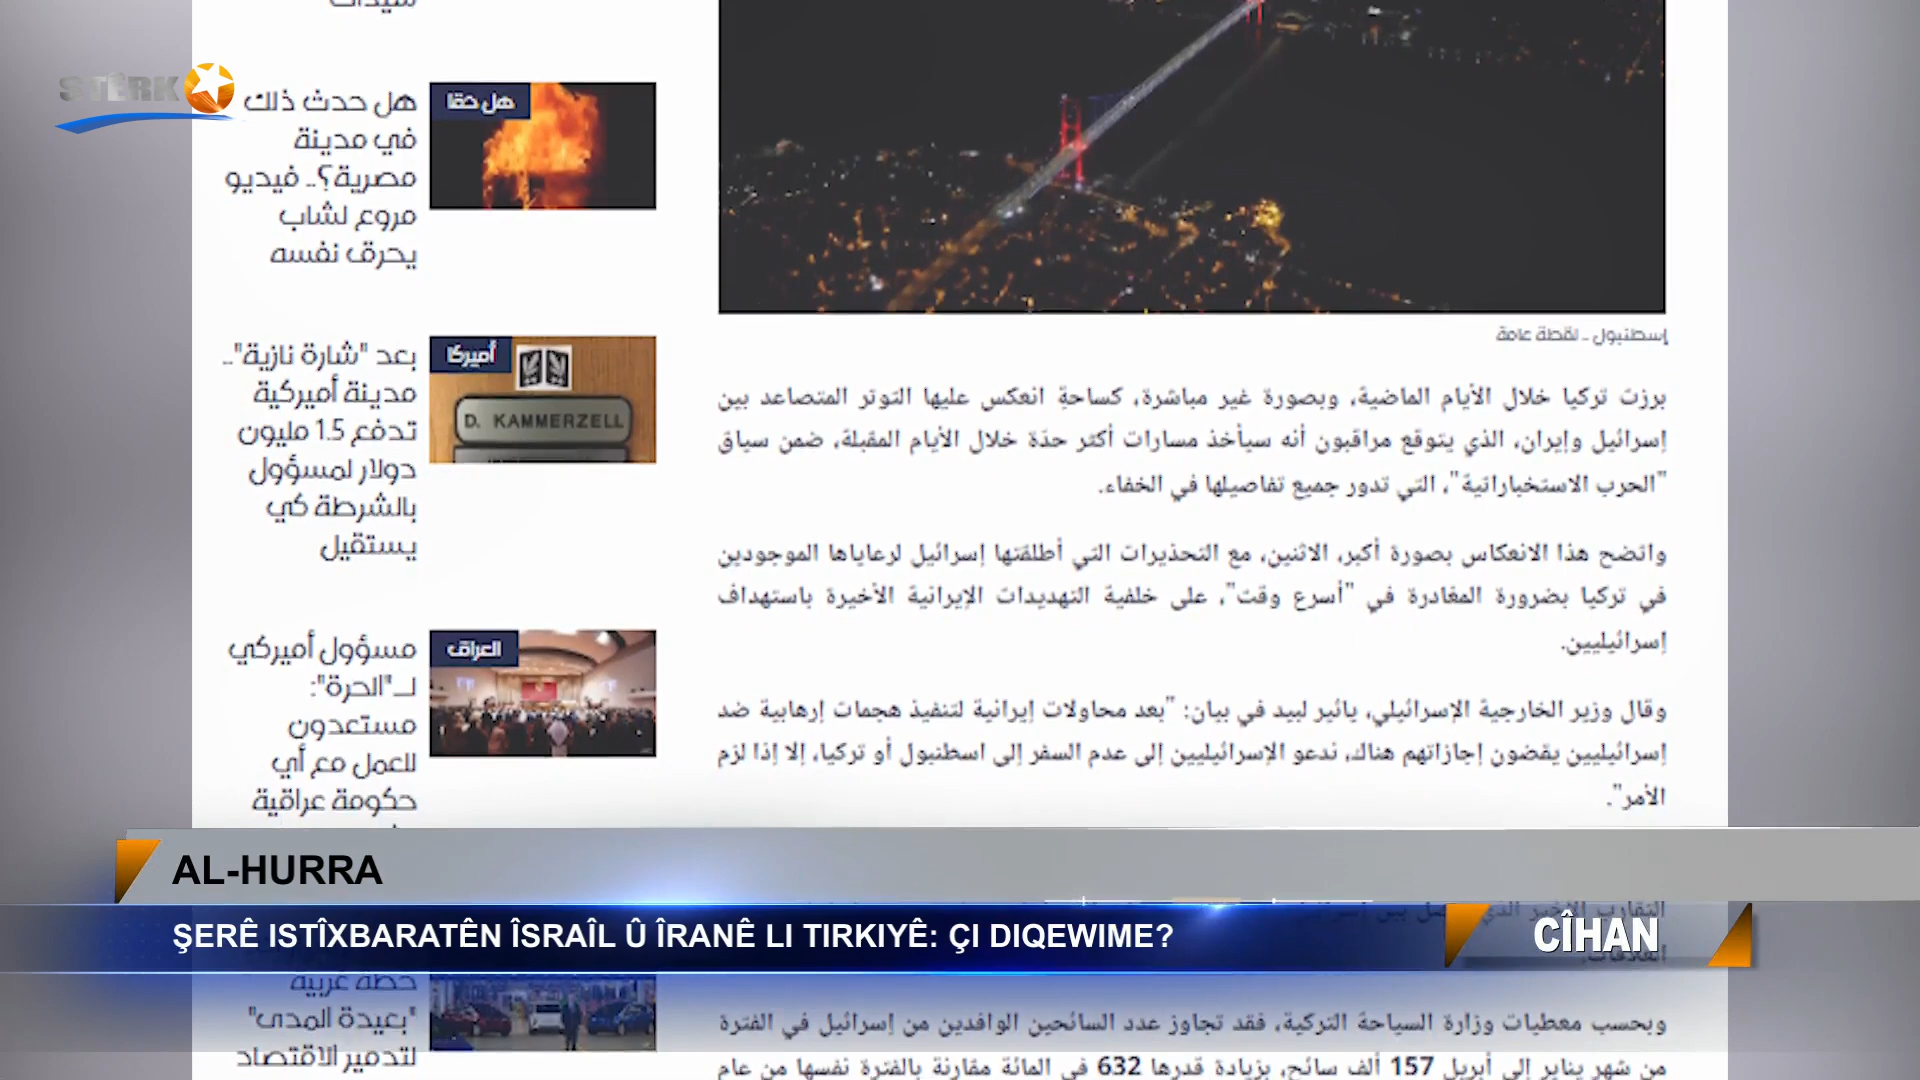 STÊRK
هل حدث ذلك
في مدينة
مصرية؟.. فيديو
مروع لشاب
يحرق نفسه
هل حقا
بعد "شارة نازية"..
مدينة أميركية
تدفع 1.5 مليون
دولار لمسؤول
بالشرطة كي
يستقيل
أميركا
D. KAMMERZELL
مسؤول أميركي
لـ"الحرة":
مستعدون
للعمل مع أي
حكومة عراقية
العراق
خطة غربية
"بعيدة المدى"
لتدمير الاقتصاد
إسطنبول .. لقطة عامة
برزت تركيا خلال الأيام الماضية، وبصورة غير مباشرة، كساحةٍ انعكس عليها التوتر المتصاعد بين
إسرائيل وإيران، الذي يتوقع مراقبون أنه سيأخذ مسارات أكثر حدّة خلال الأيام المقبلة، ضمن سياق
"الحرب الاستخباراتية"، التي تدور جميع تفاصيلها في الخفاء.
واتضح هذا الانعكاس بصورة أكبر، الاثنين، مع التحذيرات التي أطلقتها إسرائيل لرعاياها الموجودين
في تركيا بضرورة المغادرة في "أسرع وقت"، على خلفية التهديدات الإيرانية الأخيرة باستهداف
إسرائيليين.
وقال وزير الخارجية الإسرائيلي، يائير لبيد في بيان: "بعد محاولات إيرانية لتنفيذ هجمات إرهابية ضد
إسرائيليين يقضون إجازاتهم هناك، ندعو الإسرائيليين إلى عدم السفر إلى اسطنبول أو تركيا، إلا إذا لزم
الأمر".
وبحسب معطيات وزارة السياحة التركية، فقد تجاوز عدد السائحين الوافدين من إسرائيل في الفترة
من شهر يناير إلى أبريل 157 ألف سائح، بزيادة قدرها 632 في المائة مقارنة بالفترة نفسها من عام
AL-HURRA
ŞERÊ ISTÎXBARATÊN ÎSRAÎL Û ÎRANÊ LI TIRKIYÊ: ÇI DIQEWIME?
CÎHAN